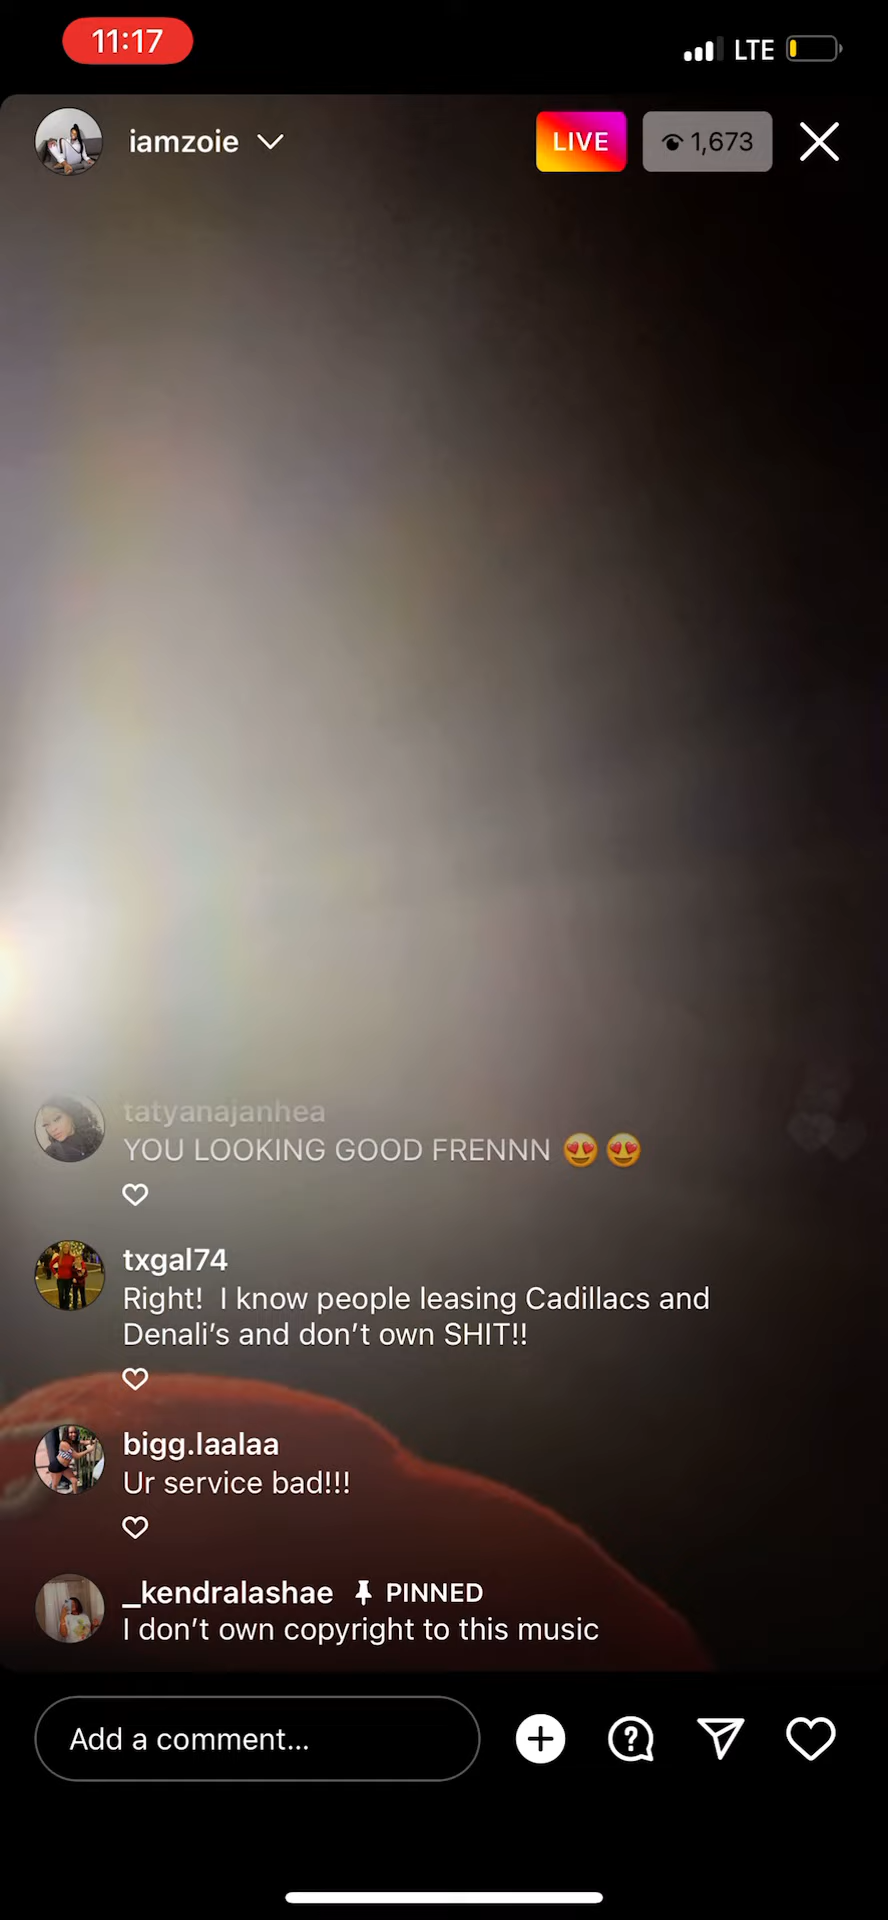 11:17
LTE
iamzoie
LIVE
1,673
tatyanajanhea
YOU LOOKING GOOD FRENNN 😍 😍
txgal74
Right!  I know people leasing Cadillacs and
Denali’s and don’t own SHIT!!
bigg.laalaa
Ur service bad!!!
_kendralashae PINNED
I don’t own copyright to this music
Add a comment...